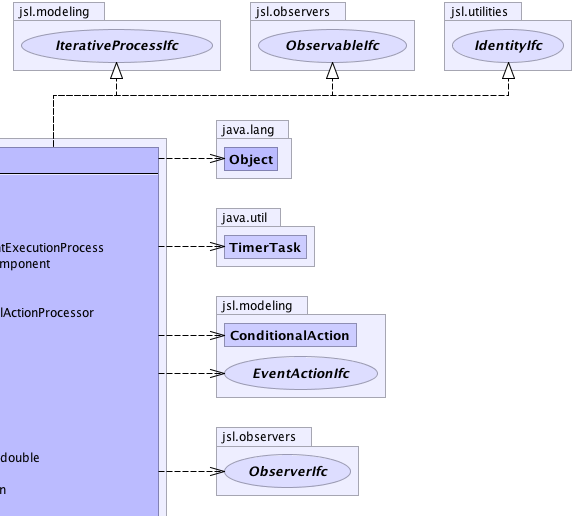 jsl.modeling
IterativeProcessIfc
jsl.observers
ObservableIfc
jsl.utilities
IdentityIfc
java.lang
Object
java.util
TimerTask
ntExecutionProcess
mponent
lActionProcessor
jsl.modeling
ConditionalAction
EventActionIfc
jsl.observers
ObserverIfc
double
n